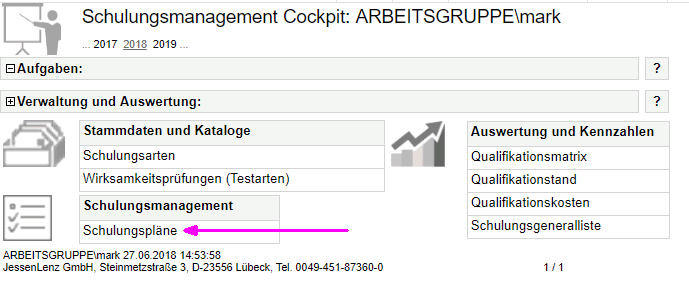 Schulungsmanagement Cockpit: ARBEITSGRUPPE\mark
... 2017 2018 2019 ...
⊟Aufgaben: ?
⊞Verwaltung und Auswertung: ?
Stammdaten und Kataloge
Schulungsarten
Wirksamkeitsprüfungen (Testarten)
Schulungsmanagement
Schulungspläne
Auswertung und Kennzahlen
Qualifikationsmatrix
Qualifikationstand
Qualifikationskosten
Schulungsgeneralliste
ARBEITSGRUPPE\mark 27.06.2018 14:53:58
JessenLenz GmbH, Steinmetzstraße 3, D-23556 Lübeck, Tel. 0049-451-87360-0 1 / 1